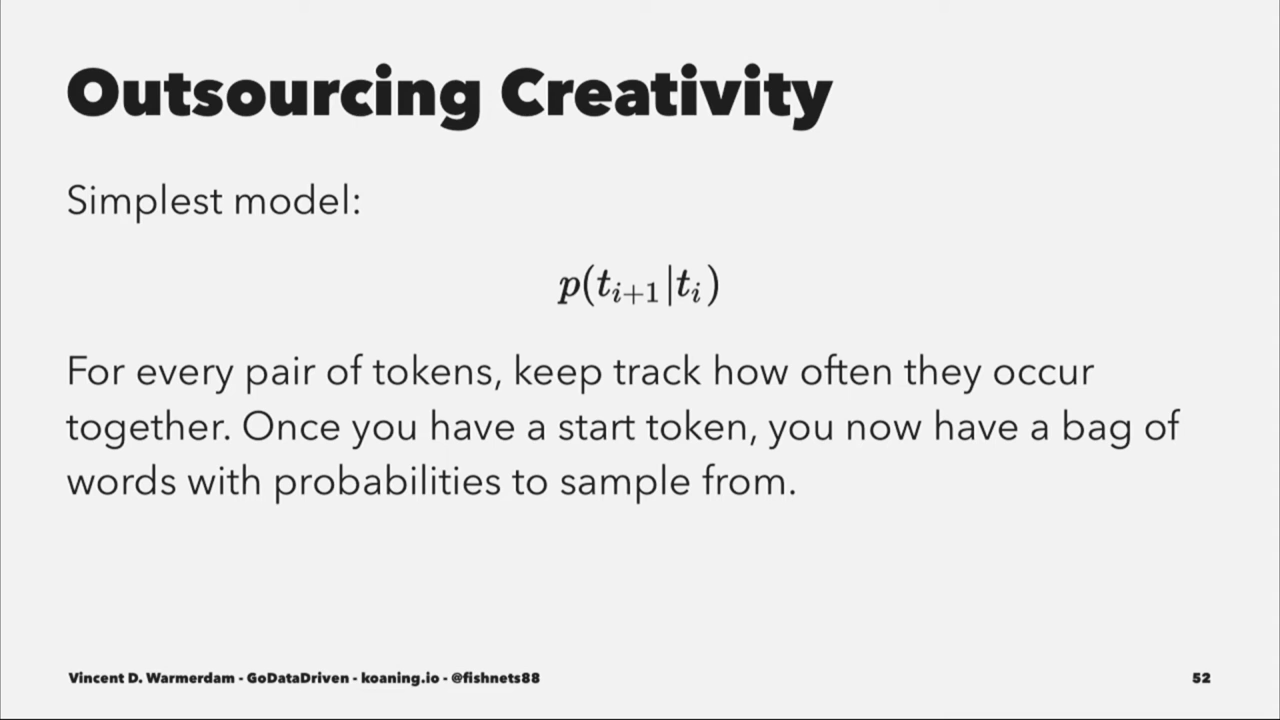 Outsourcing Creativity
Simplest model:
p(t_{i+1}|t_i)
For every pair of tokens, keep track how often they occur
together. Once you have a start token, you now have a bag of
words with probabilities to sample from.
Vincent D. Warmerdam - GoDataDriven - koaning.io - @fishnets88
52